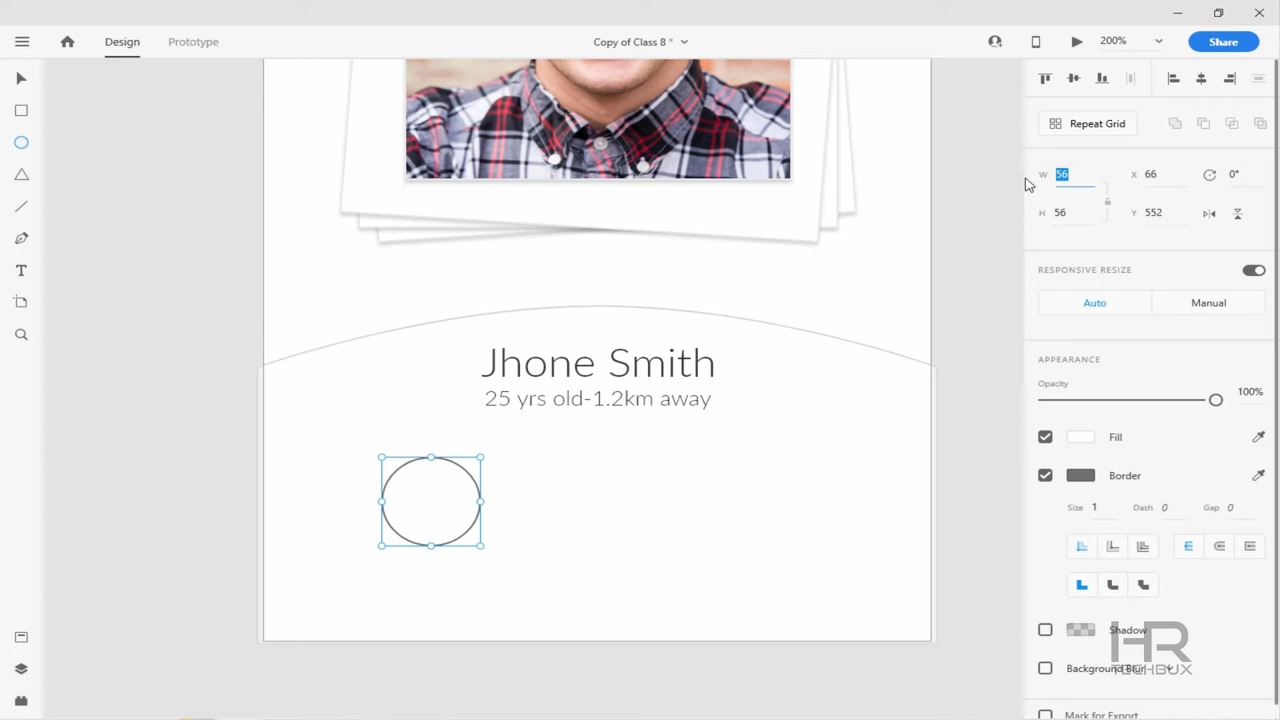 Design
Prototype
Copy of Class 8 *
200%
Share
Repeat Grid
W 56
X 66
0°
H 56
Y 552
RESPONSIVE RESIZE
Auto
Manual
APPEARANCE
Opacity
100%
Fill
Border
Size 1
Dash 0
Gap 0
Shadow
Background Blur
Mark for Export
HR
TECHBUX
Jhone Smith
25 yrs old-1.2km away
T